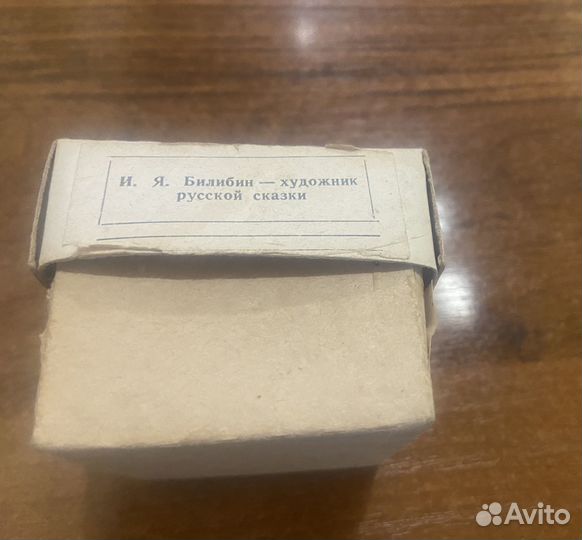 И. Я. Билибин — художник
русской сказки
Avito